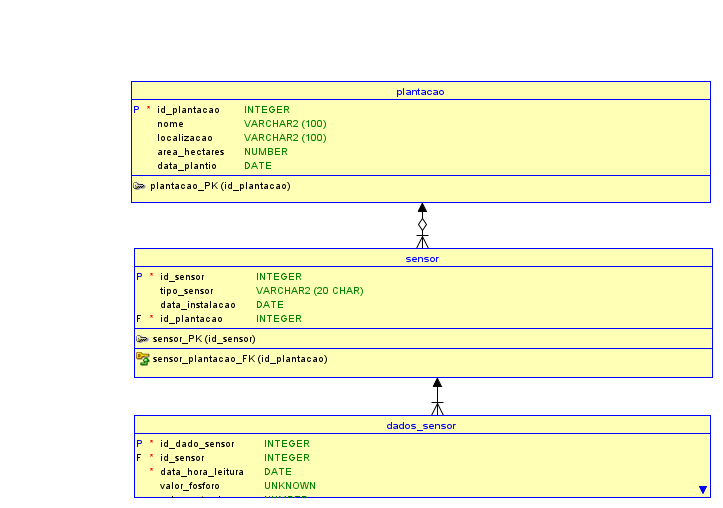 plantacao
P * id_plantacao INTEGER
nome VARCHAR2 (100)
localizacao VARCHAR2 (100)
area_hectares NUMBER
data_plantio DATE
plantacao_PK (id_plantacao)
sensor
P * id_sensor INTEGER
tipo_sensor VARCHAR2 (20 CHAR)
data_instalacao DATE
F * id_plantacao INTEGER
sensor_PK (id_sensor)
sensor_plantacao_FK (id_plantacao)
dados_sensor
P * id_dado_sensor INTEGER
F * id_sensor INTEGER
* data_hora_leitura DATE
valor_fosforo UNKNOWN